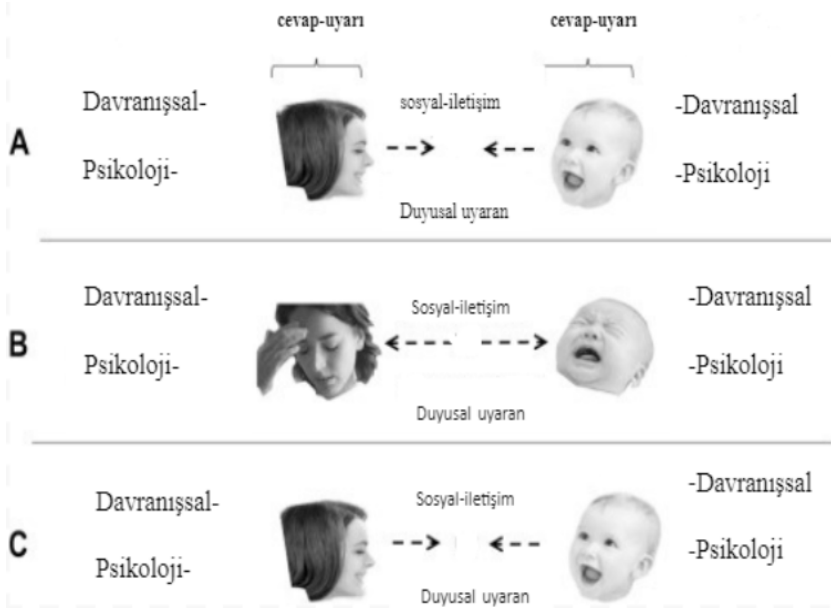 cevap-uyarı
cevap-uyarı
A
Davranışsal-
sosyal-iletişim
-Davranışsal
Psikoloji-
-Psikoloji
Duyusal uyaran
B
Davranışsal-
Sosyal-iletişim
-Davranışsal
Psikoloji-
-Psikoloji
Duyusal uyaran
C
Davranışsal-
Sosyal-iletişim
-Davranışsal
Psikoloji-
-Psikoloji
Duyusal uyaran